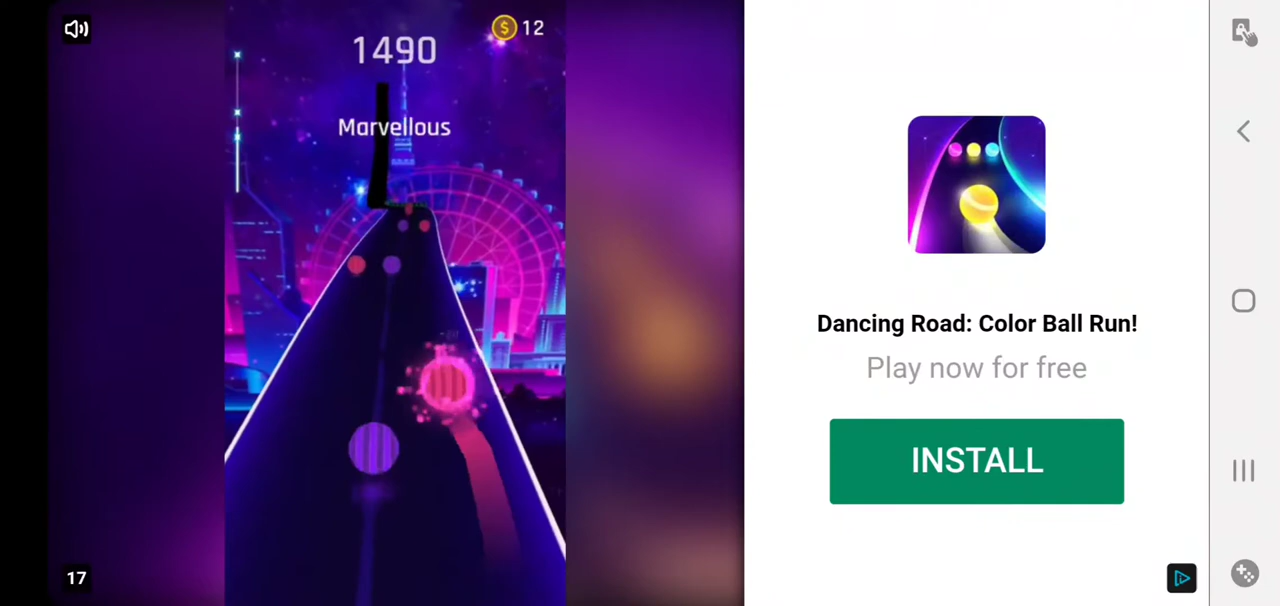 1490
12
Marvellous
17
Dancing Road: Color Ball Run!
Play now for free
INSTALL